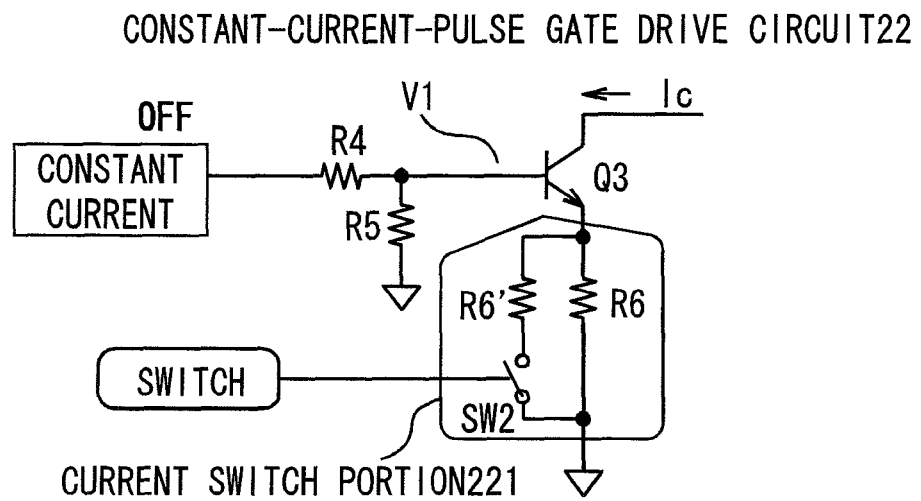 CONSTANT-CURRENT-PULSE GATE DRIVE CIRCUIT22
V1
Ic
OFF
CONSTANT
CURRENT
R4
Q3
R5
R6'
R6
SWITCH
SW2
CURRENT SWITCH PORTION221